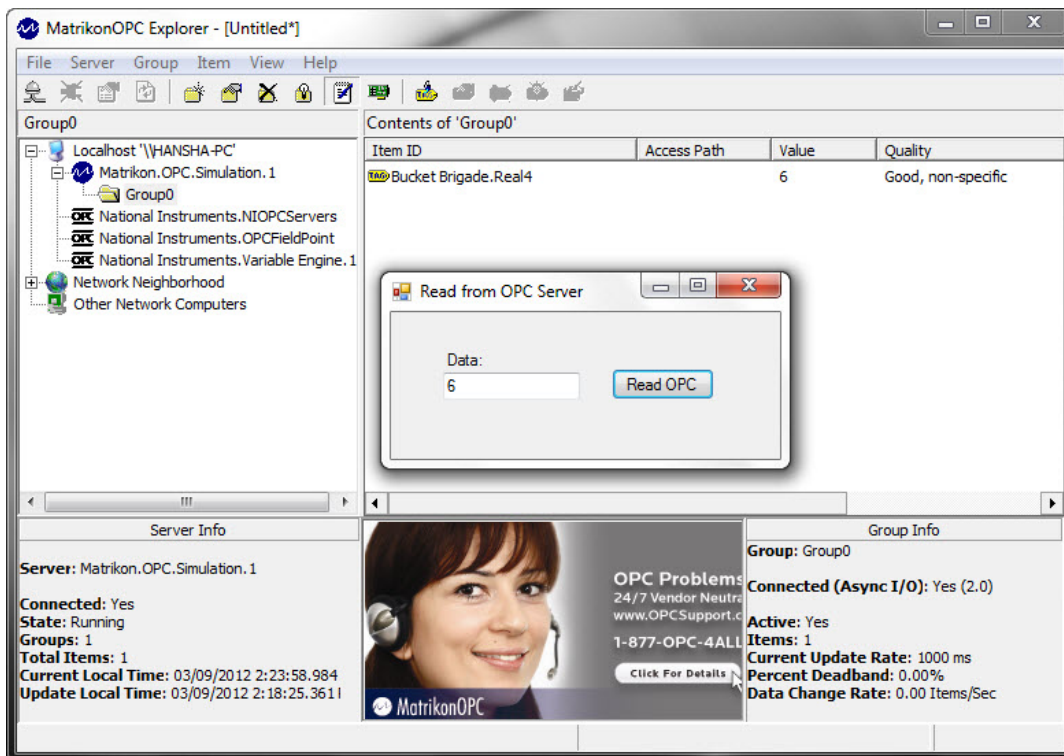 MatrikonOPC Explorer - [Untitled*]
File Server Group Item View Help
Group0
Contents of 'Group0'
Localhost '\\HANSHA-PC'
Matrikon.OPC.Simulation.1
Group0
National Instruments.NIOPCServers
National Instruments.OPCFieldPoint
National Instruments.Variable Engine.1
Network Neighborhood
Other Network Computers
Item ID Access Path Value Quality
Bucket Brigade.Real4 6 Good, non-specific
Read from OPC Server
Data:
6
Read OPC
Server Info
Server: Matrikon.OPC.Simulation.1
Connected: Yes
State: Running
Groups: 1
Total Items: 1
Current Local Time: 03/09/2012 2:23:58.984
Update Local Time: 03/09/2012 2:18:25.361
OPC Problems
24/7 Vendor Neutra
www.OPCSupport.c
1-877-OPC-4ALL
Click For Details
MatrikonOPC
Group Info
Group: Group0
Connected (Async I/O): Yes (2.0)
Active: Yes
Items: 1
Current Update Rate: 1000 ms
Percent Deadband: 0.00%
Data Change Rate: 0.00 Items/Sec